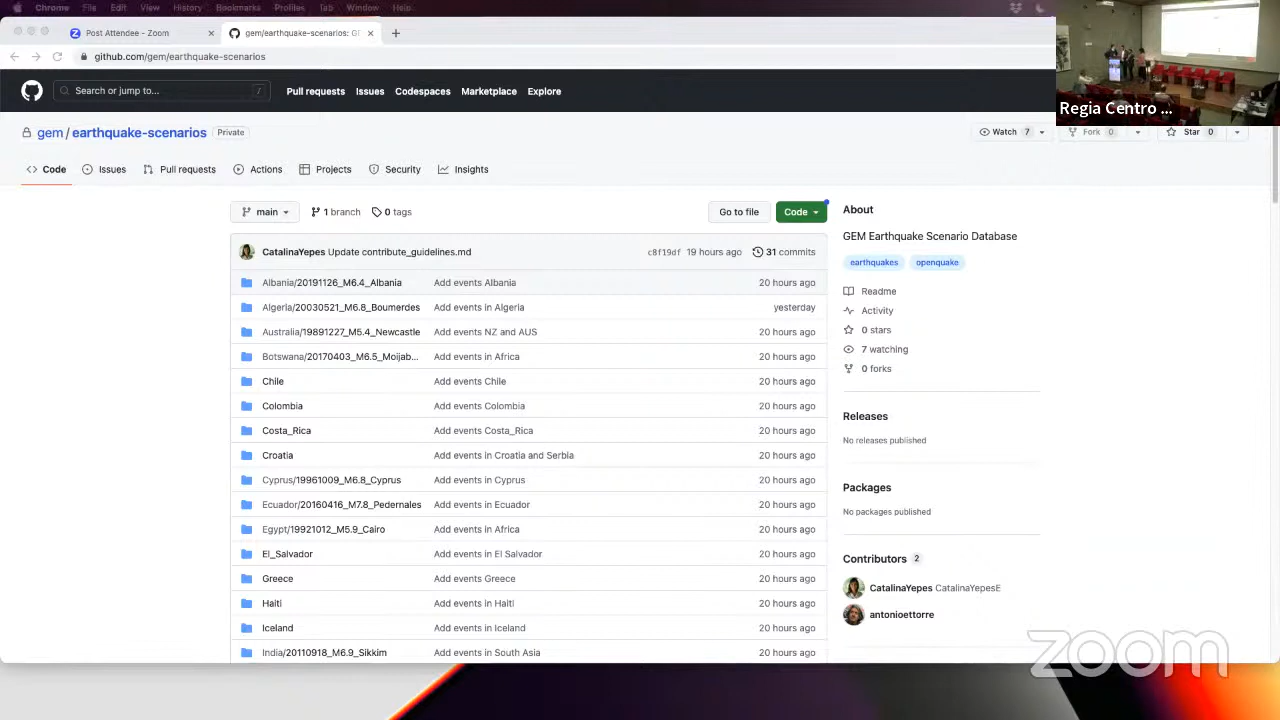 Chrome File Edit View History Bookmarks Profiles Tab Window Help
Post Attendee - Zoom
gem/earthquake-scenarios: GE
github.com/gem/earthquake-scenarios
Search or jump to...
/
Pull requests Issues Codespaces Marketplace Explore
Regia Centro ...
gem / earthquake-scenarios Private
Watch 7 Fork 0 Star 0
Code Issues Pull requests Actions Projects Security Insights
main 1 branch 0 tags Go to file Code
CatalinaYepes Update contribute_guidelines.md c8f19df 19 hours ago 31 commits
Albania/20191126_M6.4_Albania Add events Albania 20 hours ago
Algeria/20030521_M6.8_Boumerdes Add events in Algeria yesterday
Australia/19891227_M5.4_Newcastle Add events NZ and AUS 20 hours ago
Botswana/20170403_M6.5_Moijab... Add events in Africa 20 hours ago
Chile Add events Chile 20 hours ago
Colombia Add events Colombia 20 hours ago
Costa_Rica Add events Costa_Rica 20 hours ago
Croatia Add events in Croatia and Serbia 20 hours ago
Cyprus/19961009_M6.8_Cyprus Add events in Cyprus 20 hours ago
Ecuador/20160416_M7.8_Pedernales Add events in Ecuador 20 hours ago
Egypt/19921012_M5.9_Cairo Add events in Africa 20 hours ago
El_Salvador Add events in El Salvador 20 hours ago
Greece Add events Greece 20 hours ago
Haiti Add events in Haiti 20 hours ago
Iceland Add events in Iceland 20 hours ago
India/20110918_M6.9_Sikkim Add events in South Asia 20 hours ago
About
GEM Earthquake Scenario Database
earthquakes openquake
Readme
Activity
0 stars
7 watching
0 forks
Releases
No releases published
Packages
No packages published
Contributors 2
CatalinaYepes CatalinaYepesE
antonioettorre
zoom